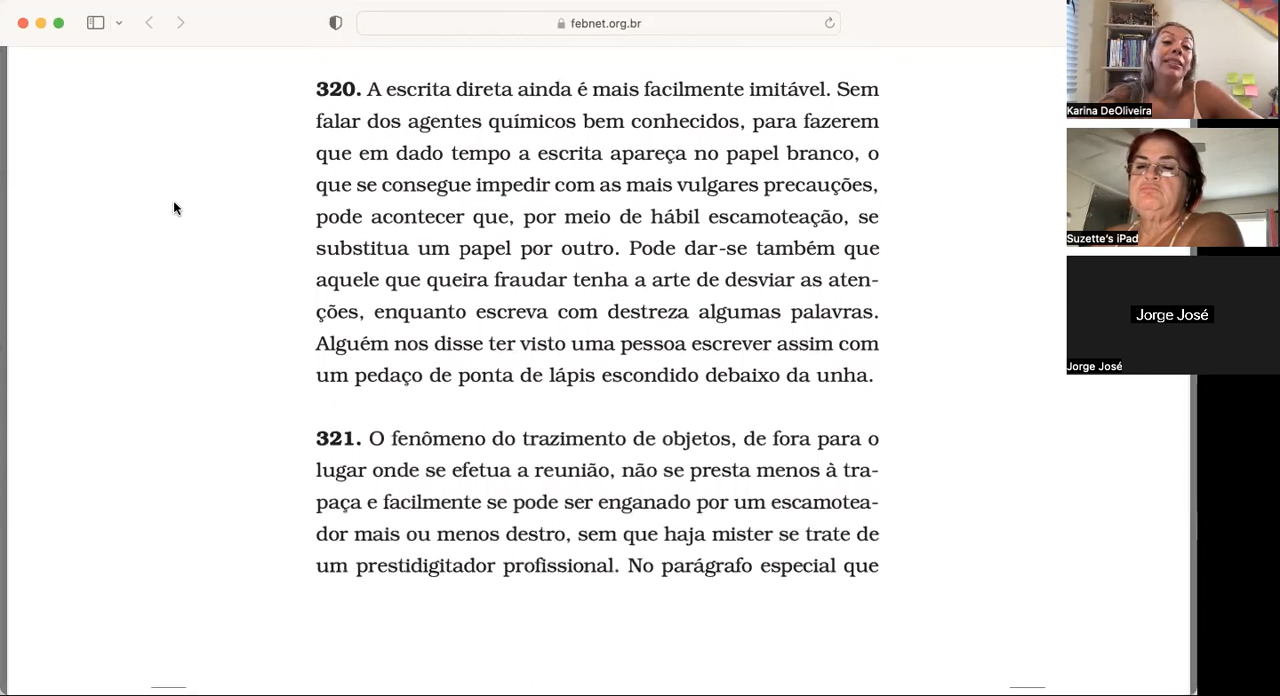 febnet.org.br
320. A escrita direta ainda é mais facilmente imitável. Sem
falar dos agentes químicos bem conhecidos, para fazerem
que em dado tempo a escrita apareça no papel branco, o
que se consegue impedir com as mais vulgares precauções,
pode acontecer que, por meio de hábil escamoteação, se
substitua um papel por outro. Pode dar-se também que
aquele que queira fraudar tenha a arte de desviar as aten-
ções, enquanto escreva com destreza algumas palavras.
Alguém nos disse ter visto uma pessoa escrever assim com
um pedaço de ponta de lápis escondido debaixo da unha.
321. O fenômeno do trazimento de objetos, de fora para o
lugar onde se efetua a reunião, não se presta menos à tra-
paça e facilmente se pode ser enganado por um escamotea-
dor mais ou menos destro, sem que haja mister se trate de
um prestidigitador profissional. No parágrafo especial que
Karina DeOliveira
Suzette's iPad
Jorge José
Jorge José